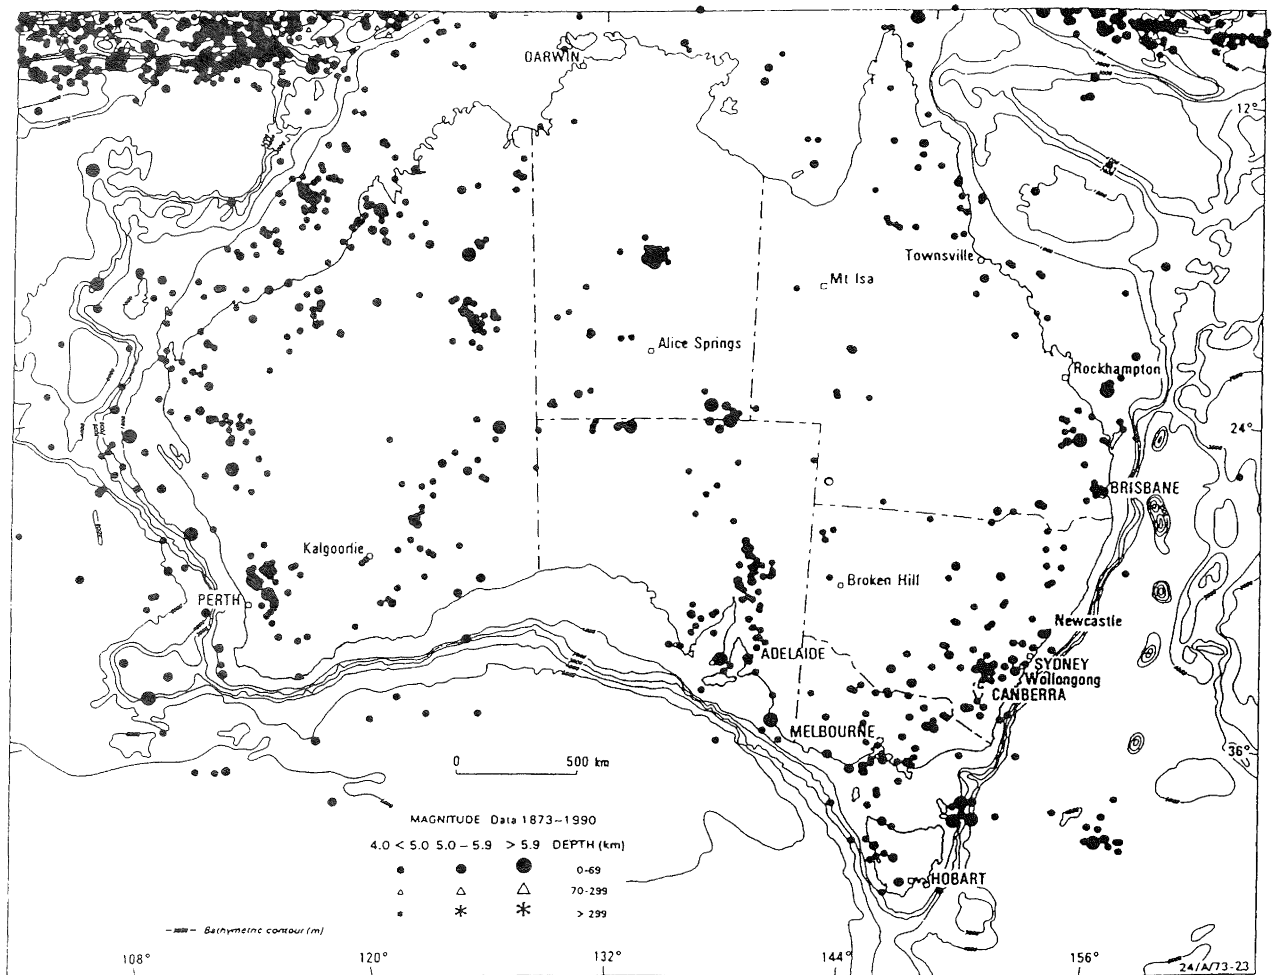 DARWIN
12°
Townsville
Mt Isa
Alice Springs
Rockhampton
24°
BRISBANE
Kalgoorlie
Broken Hill
PERTH
Newcastle
ADELAIDE
SYDNEY
Wollongong
CANBERRA
MELBOURNE
36°
0 500 km
MAGNITUDE Data 1873-1990
4.0 < 5.0 5.0 – 5.9 > 5.9 DEPTH (km)
0-69
70-299
> 299
HOBART
Bathymetric contour (m)
108° 120° 132° 144° 156°
24/A/73-23